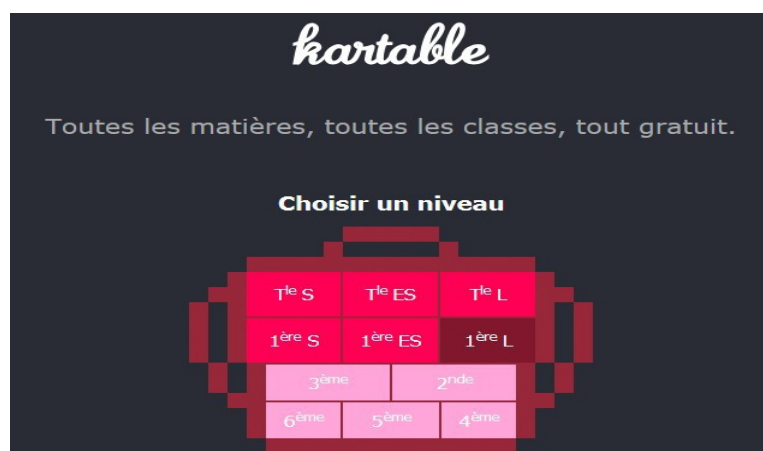 kartable
Toutes les matières, toutes les classes, tout gratuit.
Choisir un niveau
Tle S Tle ES Tle L
1ère S 1ère ES 1ère L
3ème 2nde
6ème 5ème 4ème